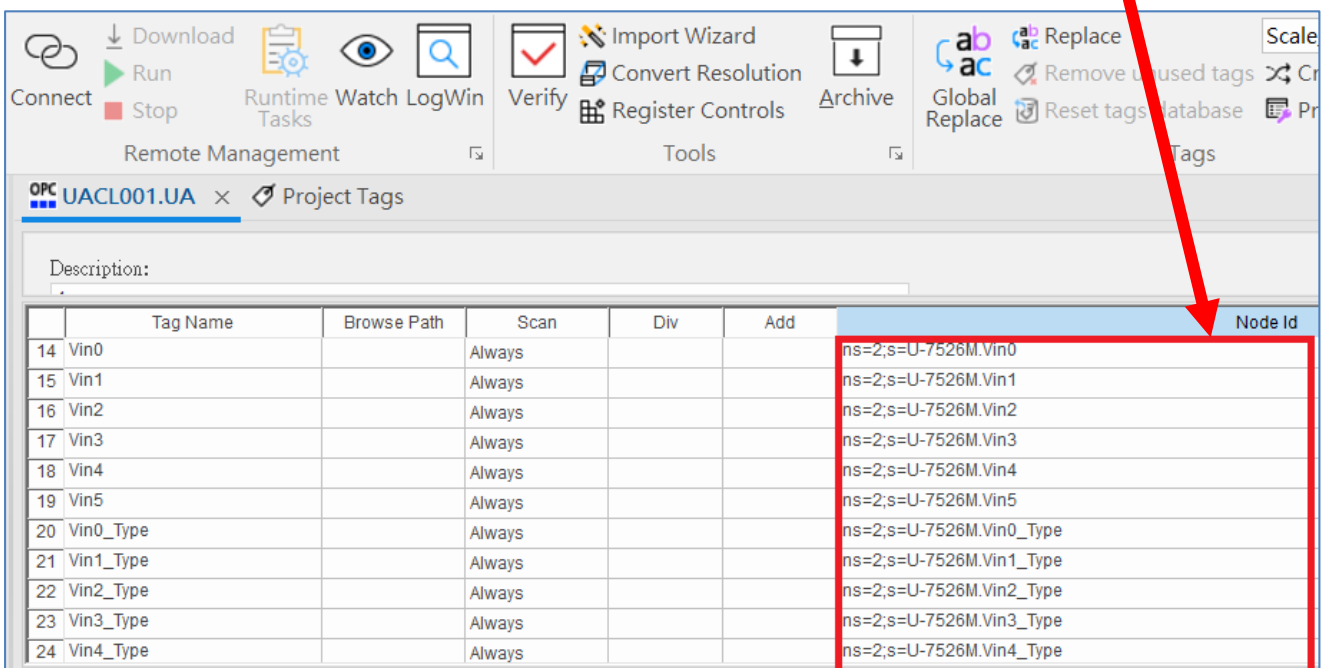 Connect
Download
Run
Stop
Runtime
Tasks
Watch
LogWin
Remote Management
Verify
Import Wizard
Convert Resolution
Register Controls
Archive
Tools
ab
ac
Global
Replace
ab
ac
Replace
Remove unused tags
Reset tags database
Scale
Cr
Pr
Tags
OPC UACL001.UA × Project Tags
Description:
Tag Name Browse Path Scan Div Add Node Id
14 Vin0 Always ns=2;s=U-7526M.Vin0
15 Vin1 Always ns=2;s=U-7526M.Vin1
16 Vin2 Always ns=2;s=U-7526M.Vin2
17 Vin3 Always ns=2;s=U-7526M.Vin3
18 Vin4 Always ns=2;s=U-7526M.Vin4
19 Vin5 Always ns=2;s=U-7526M.Vin5
20 Vin0_Type Always ns=2;s=U-7526M.Vin0_Type
21 Vin1_Type Always ns=2;s=U-7526M.Vin1_Type
22 Vin2_Type Always ns=2;s=U-7526M.Vin2_Type
23 Vin3_Type Always ns=2;s=U-7526M.Vin3_Type
24 Vin4_Type Always ns=2;s=U-7526M.Vin4_Type